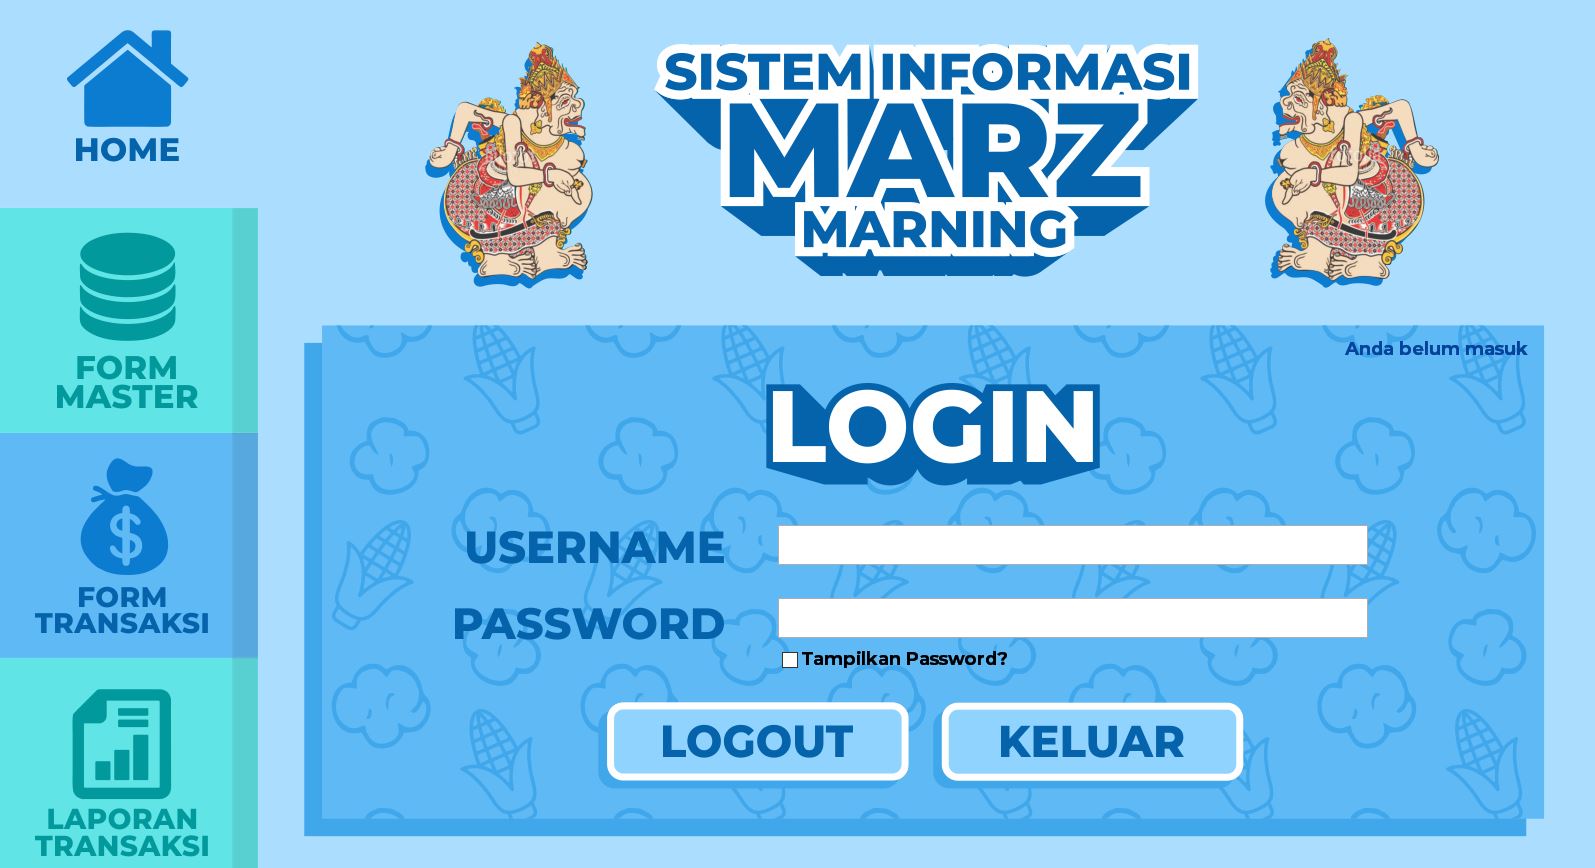 HOME
FORM
MASTER
FORM
TRANSAKSI
LAPORAN
TRANSAKSI
SISTEM INFORMASI
MARZ
MARNING
Anda belum masuk
LOGIN
USERNAME
PASSWORD
Tampilkan Password?
LOGOUT
KELUAR